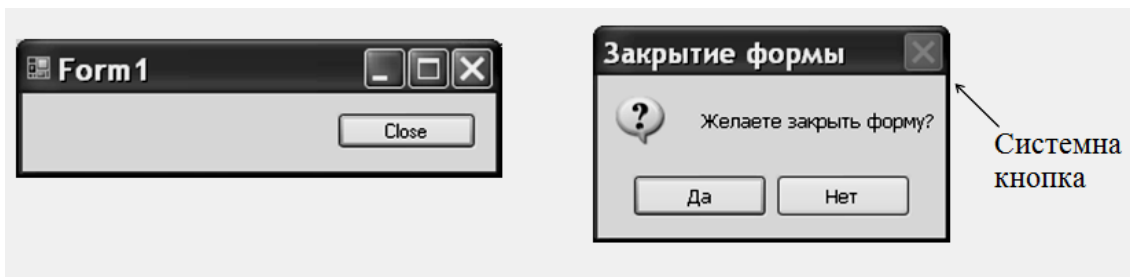 Form1
Close
Закрытие формы
Желаете закрыть форму?
Да
Нет
Системна
кнопка